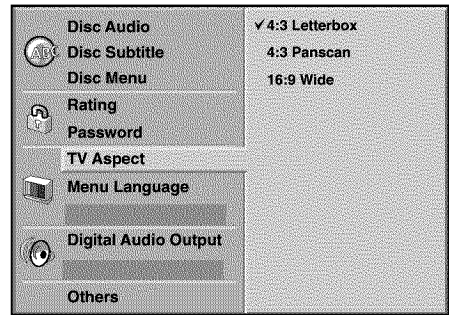 Disc Audio
Disc Subtitle
Disc Menu
Rating
Password
TV Aspect
Menu Language
Digital Audio Output
Others
✓ 4:3 Letterbox
4:3 Panscan
16:9 Wide
ABC